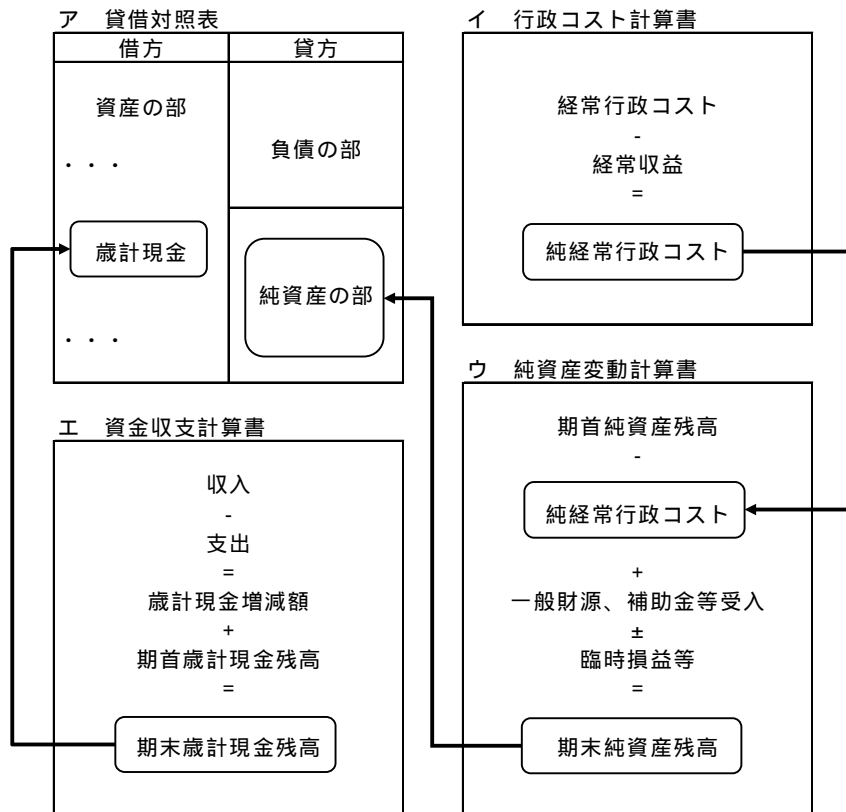 ア 貸借対照表
借方 貸方
資産の部
・・・
負債の部
歳計現金
純資産の部
・・・
イ 行政コスト計算書
経常行政コスト
-
経常収益
=
純経常行政コスト
エ 資金収支計算書
収入
-
支出
=
歳計現金増減額
+
期首歳計現金残高
=
期末歳計現金残高
ウ 純資産変動計算書
期首純資産残高
-
純経常行政コスト
+
一般財源、補助金等受入
±
臨時損益等
=
期末純資産残高